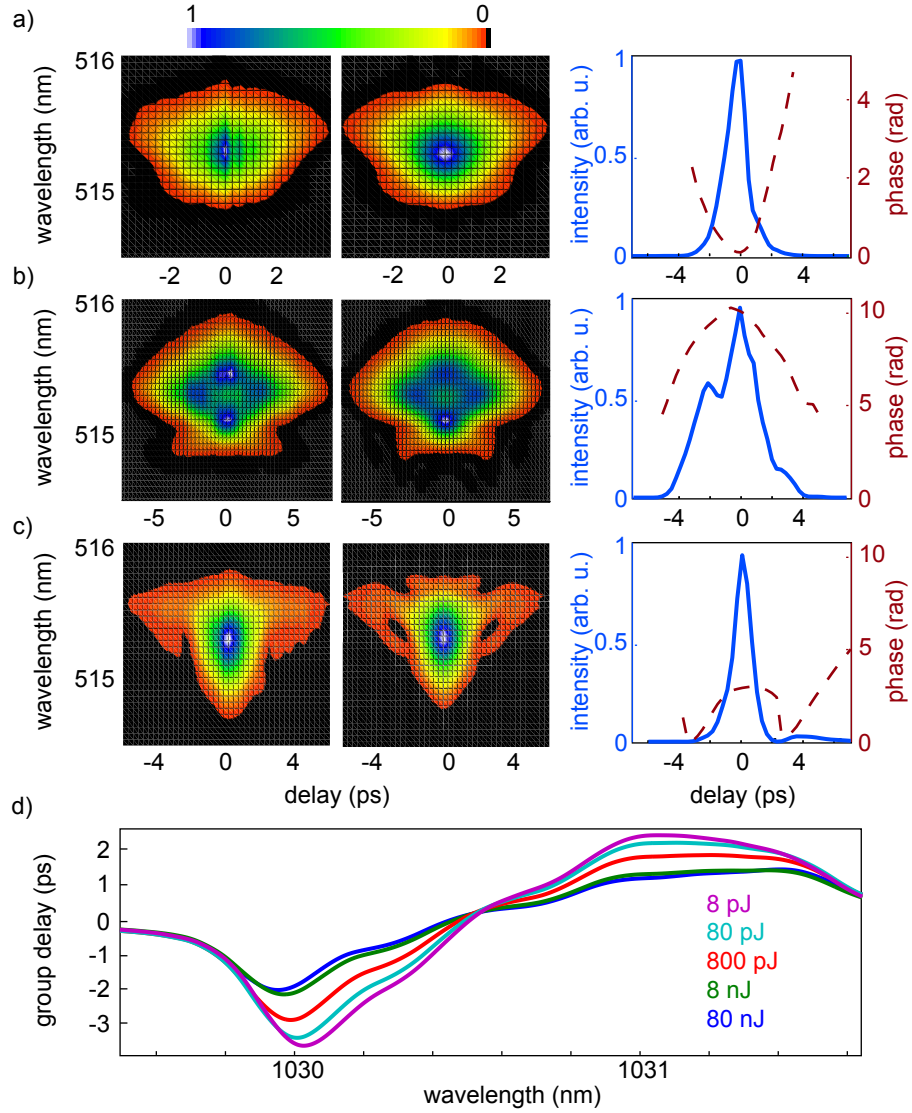 a)
1 0
516
515
wavelength (nm)
-2 0 2 -2 0 2
1
0.5
0
intensity (arb. u.)
4
2
0
phase (rad)
-4 0 4
b)
516
515
wavelength (nm)
-5 0 5 -5 0 5
1
0.5
0
intensity (arb. u.)
10
5
0
phase (rad)
-4 0 4
c)
516
515
wavelength (nm)
-4 0 4 -4 0 4
delay (ps)
1
0.5
0
intensity (arb. u.)
10
5
0
phase (rad)
-4 0 4
delay (ps)
d)
2
1
0
-1
-2
-3
group delay (ps)
8 pJ
80 pJ
800 pJ
8 nJ
80 nJ
1030 1031
wavelength (nm)